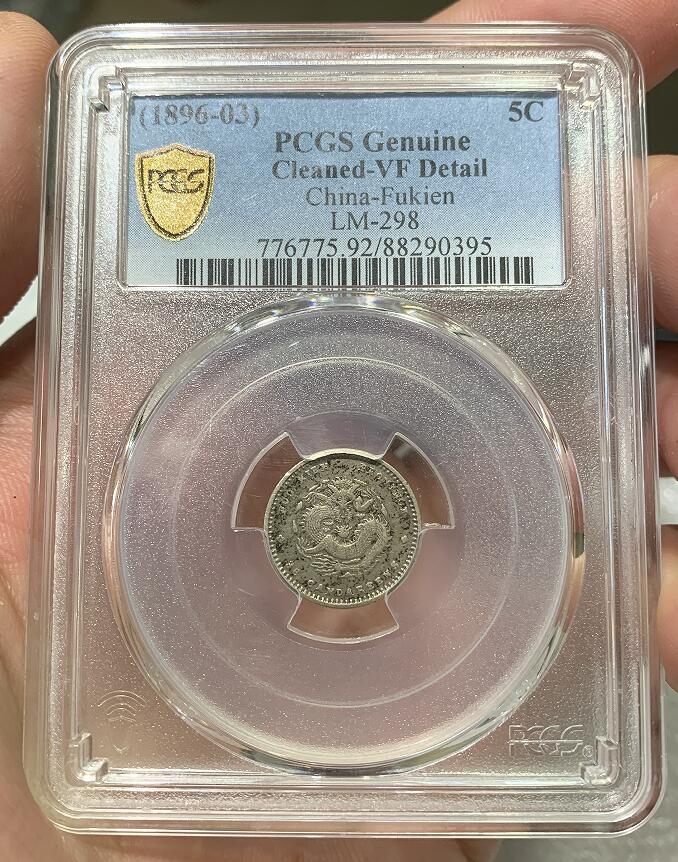 (1896-03) 5C
PCGS Genuine
PCGS
Cleaned-VF Detail
China-Fukien
LM-298
776775.92/88290395
PCGS®